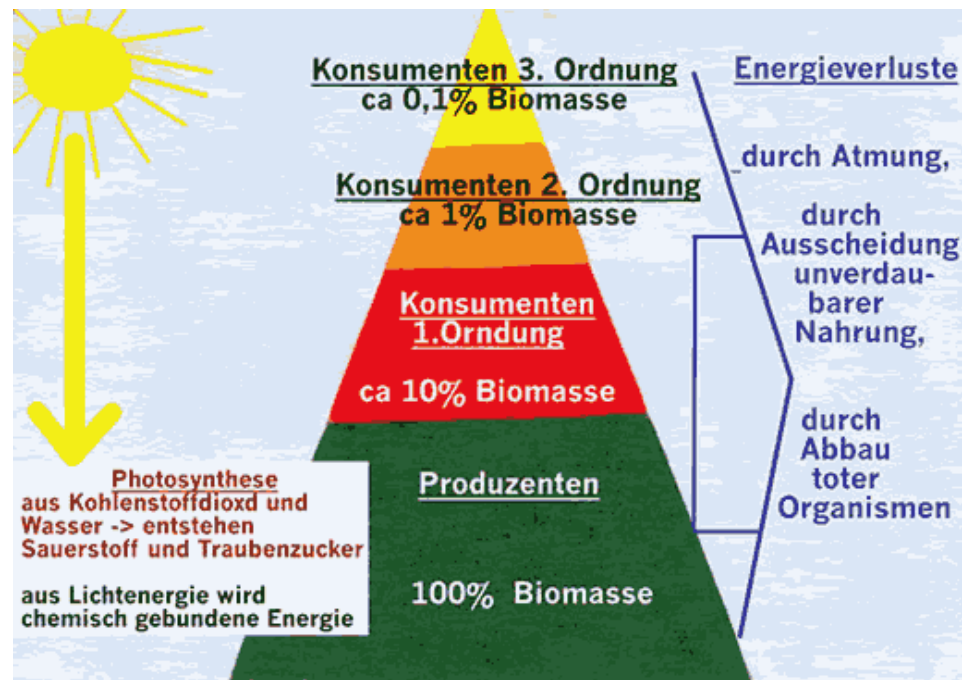 Konsumenten 3. Ordnung
ca 0,1% Biomasse
Konsumenten 2. Ordnung
ca 1% Biomasse
Konsumenten
1.Orndung
ca 10% Biomasse
Produzenten
100% Biomasse
Photosynthese
aus Kohlenstoffdioxd und
Wasser -> entstehen
Sauerstoff und Traubenzucker
aus Lichtenergie wird
chemisch gebundene Energie
Energieverluste
durch Atmung,
durch
Ausscheidung
unverdau-
barer
Nahrung,
durch
Abbau
toter
Organismen